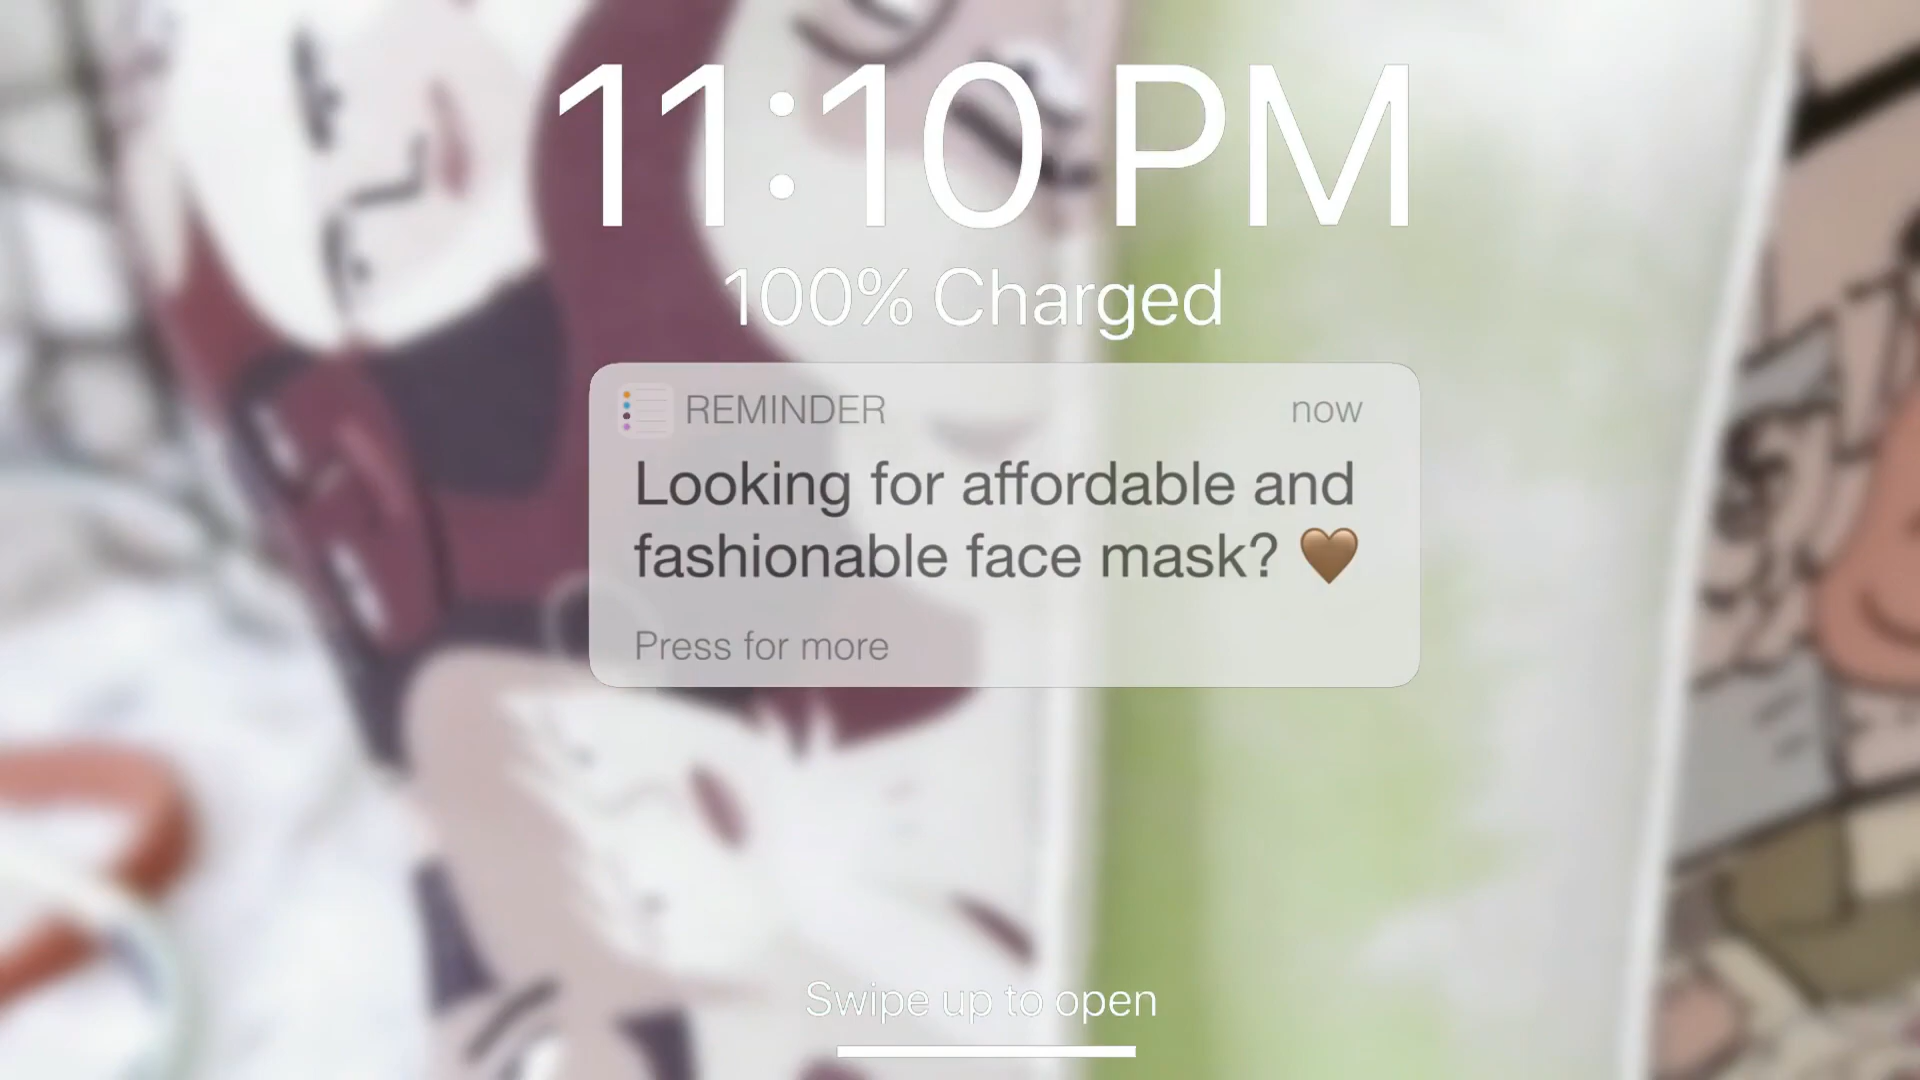 11:10 PM
100% Charged
REMINDER now
Looking for affordable and
fashionable face mask? 🤎
Press for more
Swipe up to open